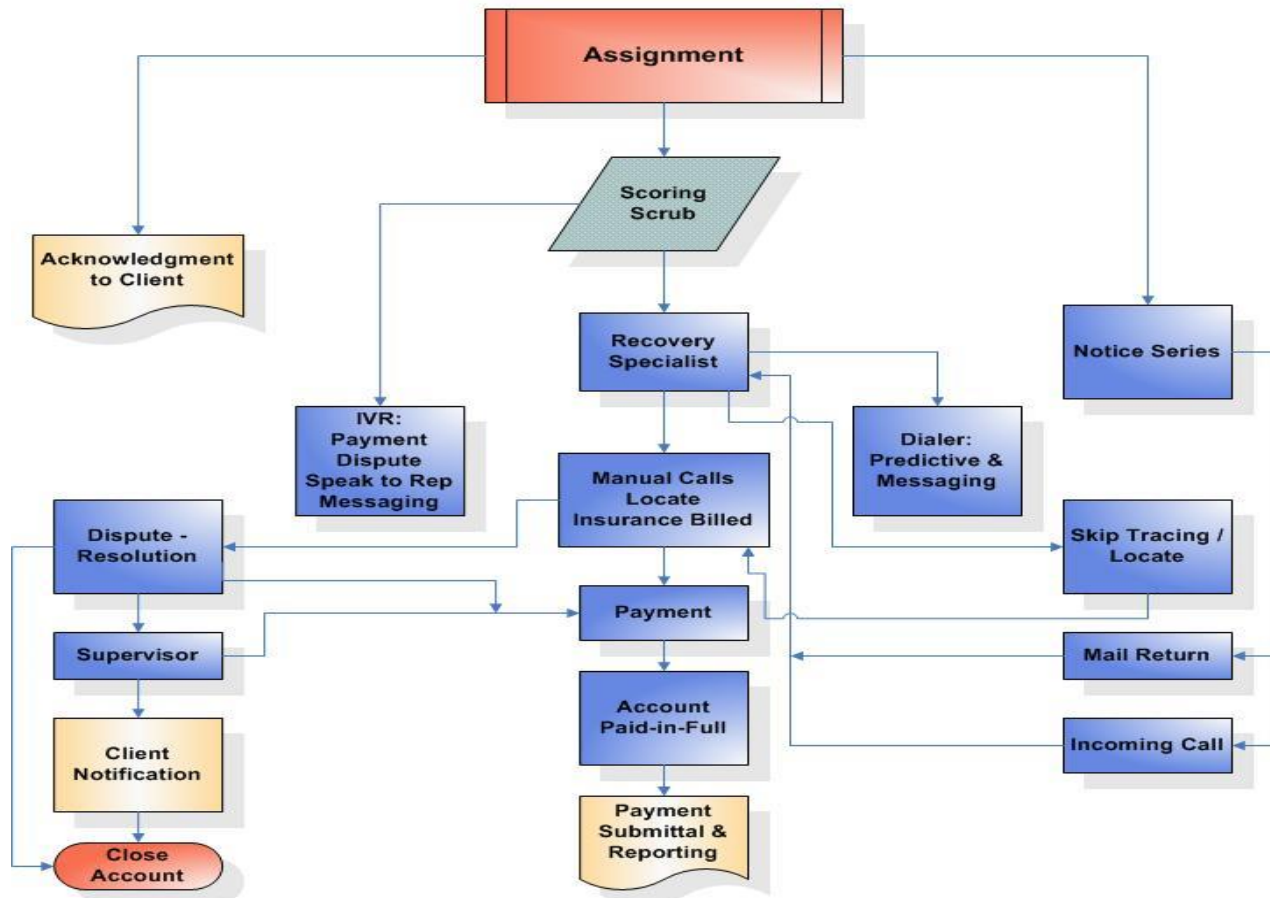 Assignment
Scoring
Scrub
Acknowledgment
to Client
Recovery
Specialist
Notice Series
IVR:
Payment
Dispute
Speak to Rep
Messaging
Dialer:
Predictive &
Messaging
Manual Calls
Locate
Insurance Billed
Dispute -
Resolution
Skip Tracing /
Locate
Payment
Supervisor
Mail Return
Account
Paid-in-Full
Incoming Call
Client
Notification
Payment
Submittal &
Reporting
Close
Account